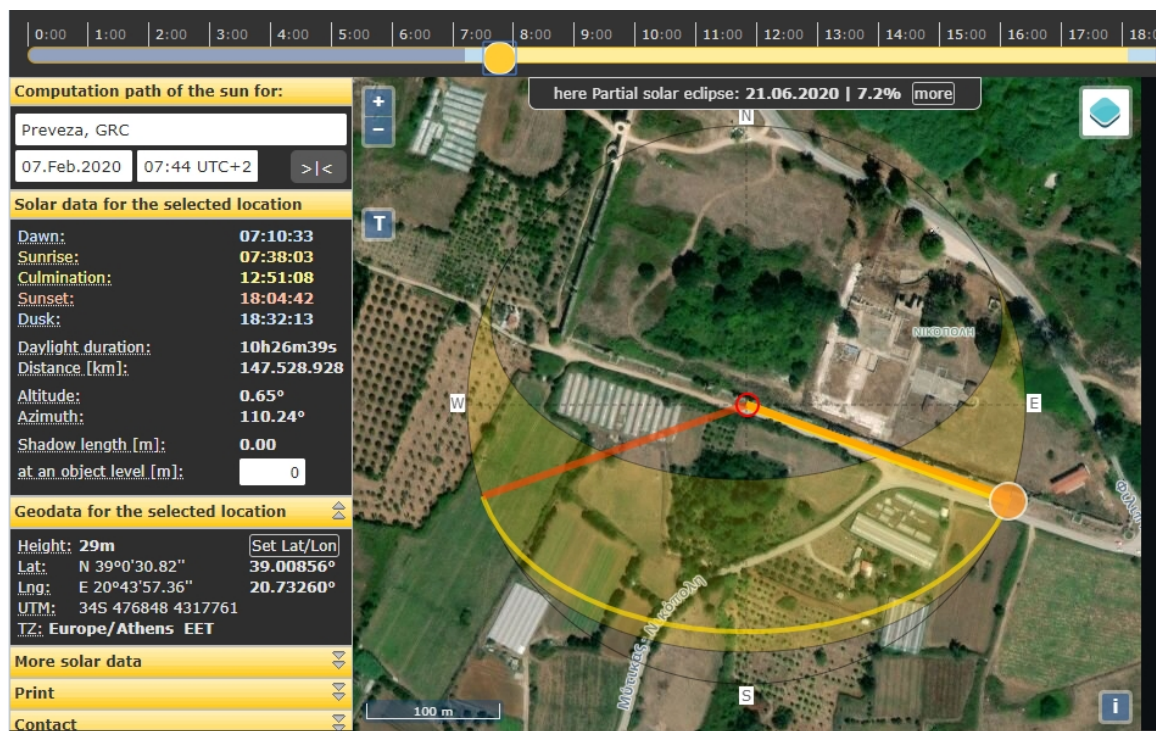 0:00 1:00 2:00 3:00 4:00 5:00 6:00 7:00 8:00 9:00 10:00 11:00 12:00 13:00 14:00 15:00 16:00 17:00 18:0
Computation path of the sun for:
Preveza, GRC
07.Feb.2020 07:44 UTC+2 >|<
Solar data for the selected location
Dawn: 07:10:33
Sunrise: 07:38:03
Culmination: 12:51:08
Sunset: 18:04:42
Dusk: 18:32:13
Daylight duration: 10h26m39s
Distance [km]: 147.528.928
Altitude: 0.65°
Azimuth: 110.24°
Shadow length [m]: 0.00
at an object level [m]: 0
Geodata for the selected location
Height: 29m Set Lat/Lon
Lat: N 39°0'30.82'' 39.00856°
Lng: E 20°43'57.36'' 20.73260°
UTM: 34S 476848 4317761
TZ: Europe/Athens EET
More solar data
Print
Contact
+
−
T
here Partial solar eclipse: 21.06.2020 | 7.2% more
N
ΝΙΚΟΠΟΛΗ
W
E
Μύτικας - Νικόπολη
S
100 m
i